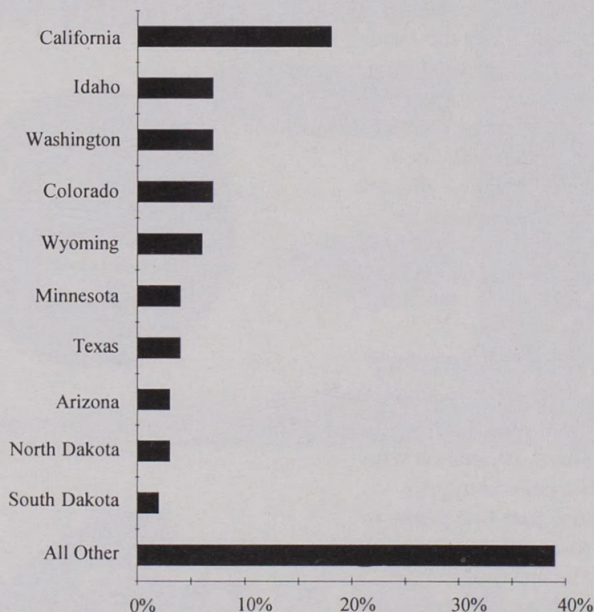 California
Idaho
Washington
Colorado
Wyoming
Minnesota
Texas
Arizona
North Dakota
South Dakota
All Other
0% 10% 20% 30% 40%